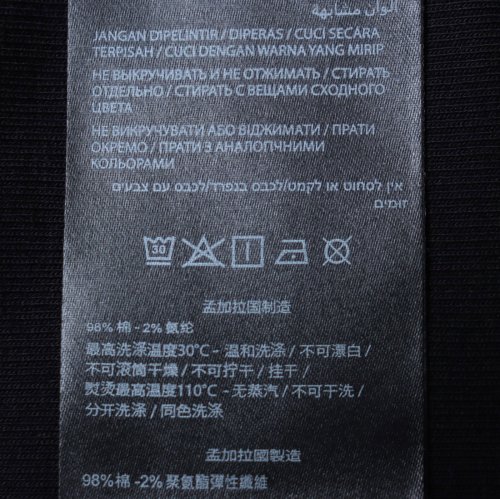 ألوان مشابهة
JANGAN DIPELINTIR / DIPERAS / CUCI SECARA
TERPISAH / CUCI DENGAN WARNA YANG MIRIP
НЕ ВЫКРУЧИВАТЬ И НЕ ОТЖИМАТЬ / СТИРАТЬ
ОТДЕЛЬНО / СТИРАТЬ С ВЕЩАМИ СХОДНОГО
ЦВЕТА
НЕ ВИКРУЧУВАТИ АБО ВІДЖИМАТИ / ПРАТИ
ОКРЕМО / ПРАТИ З АНАЛОГІЧНИМИ
КОЛЬОРАМИ
אין לסחוט או לקמט/לכבס בנפרד/לכבס עם צבעים
דומים
30
孟加拉国制造
98% 棉 - 2% 氨纶
最高洗涤温度30°C - 温和洗涤 / 不可漂白 /
不可滚筒干燥 / 不可拧干 / 挂干 /
熨烫最高温度110°C - 无蒸汽 / 不可干洗 /
分开洗涤 / 同色洗涤
孟加拉國製造
98% 棉 -2% 聚氨酯彈性纖維